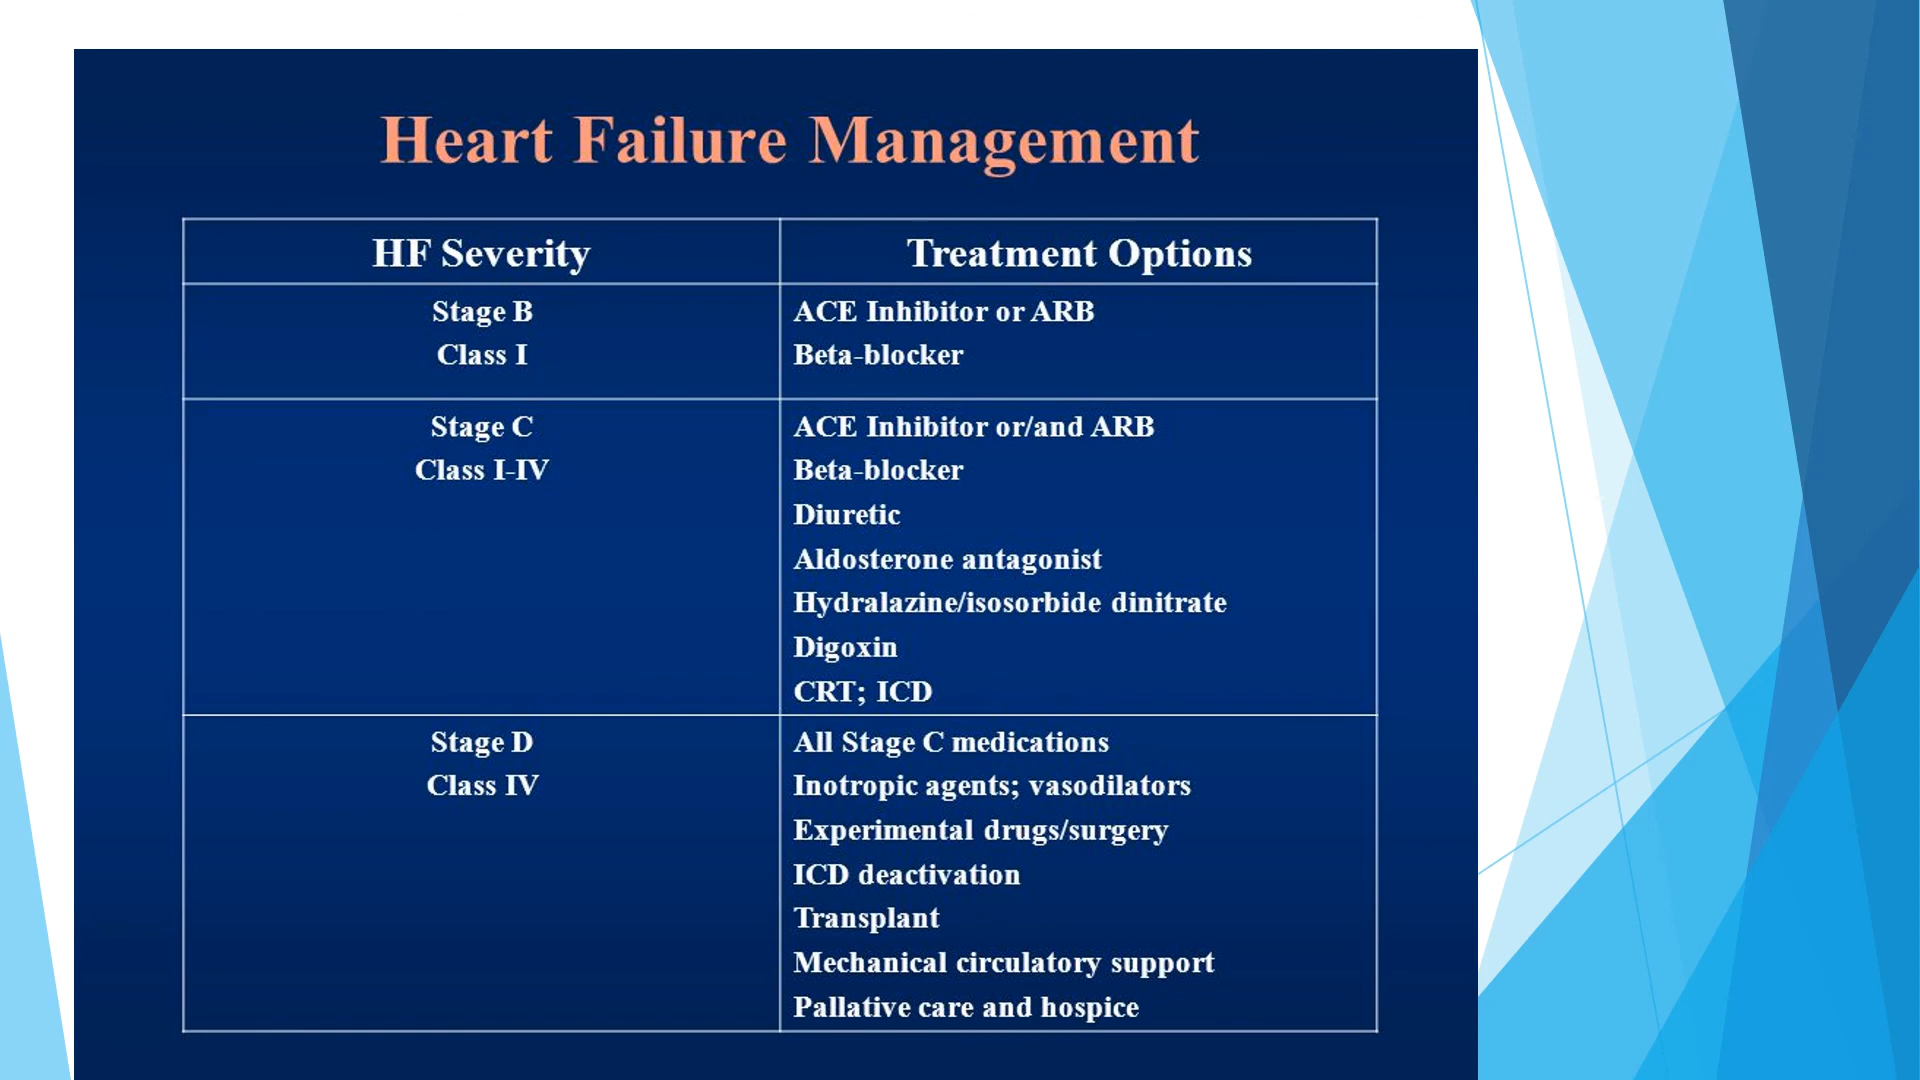 Heart Failure Management
HF Severity
Treatment Options
Stage B
Class I
ACE Inhibitor or ARB
Beta-blocker
Stage C
Class I-IV
ACE Inhibitor or/and ARB
Beta-blocker
Diuretic
Aldosterone antagonist
Hydralazine/isosorbide dinitrate
Digoxin
CRT; ICD
Stage D
Class IV
All Stage C medications
Inotropic agents; vasodilators
Experimental drugs/surgery
ICD deactivation
Transplant
Mechanical circulatory support
Pallative care and hospice